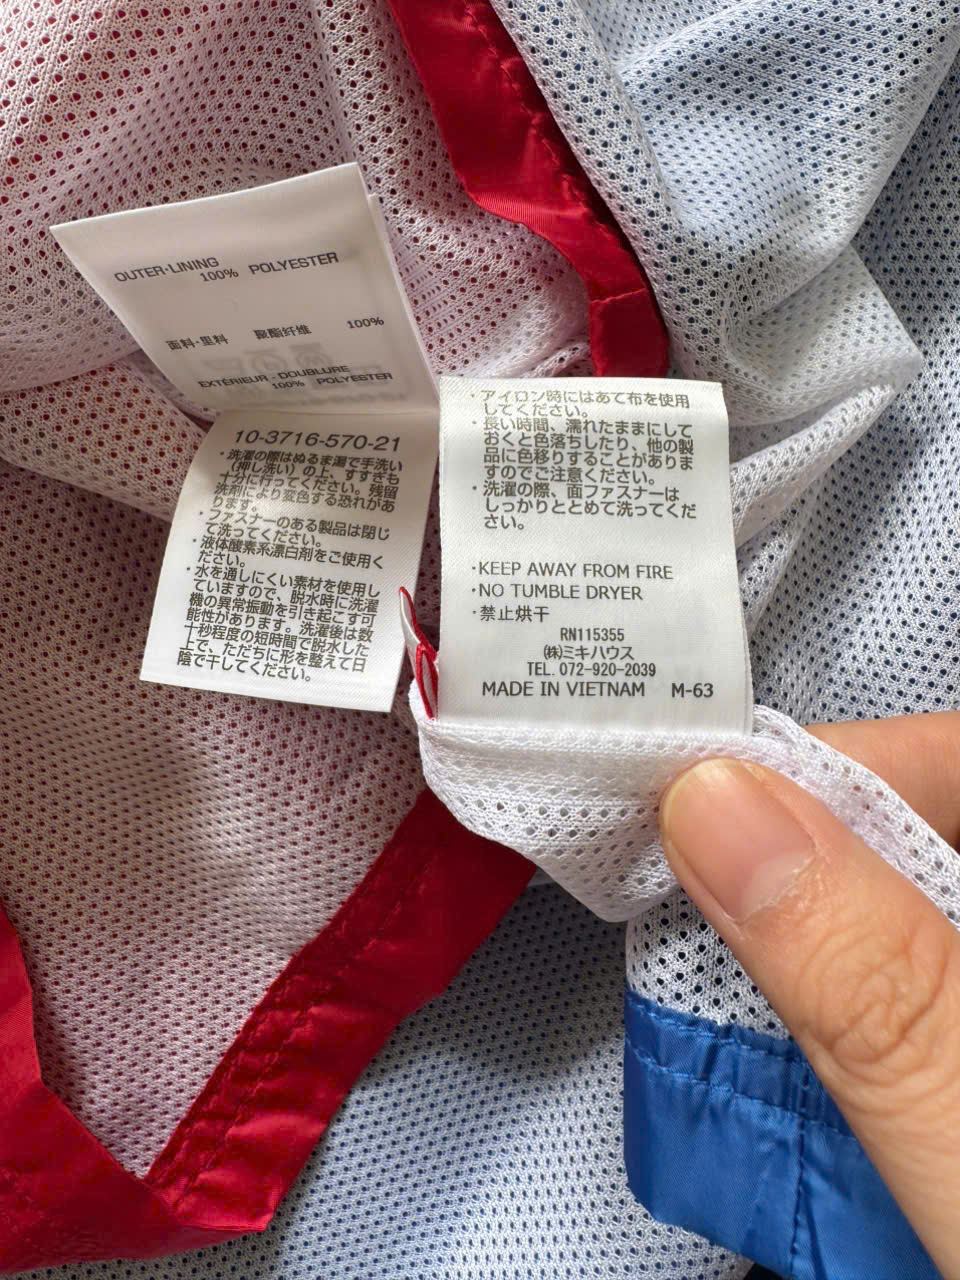 OUTER·LINING
100% POLYESTER
面料·里料 聚酯纤维 100%
EXTÉRIEUR·DOUBLURE
100% POLYESTER
10-3716-570-21
・洗濯の際はぬるま湯で手洗い
(押し洗い)の上、すすぎも
十分に行ってください。残留
洗剤により変色する恐れがあ
ります。
・ファスナーのある製品は閉じ
て洗ってください。
・液体酸素系漂白剤をご使用く
ださい。
・水を通しにくい素材を使用し
ていますので、脱水時に洗濯
機の異常振動を引き起こす可
能性があります。洗濯後は数
十秒程度の短時間で脱水した
上で、ただちに形を整えて日
陰で干してください。
・アイロン時にはあて布を使用
してください。
・長い時間、濡れたままにして
おくと色落ちしたり、他の製
品に色移りすることがありま
すのでご注意ください。
・洗濯の際、面ファスナーは
しっかりととめて洗ってくだ
さい。
・KEEP AWAY FROM FIRE
・NO TUMBLE DRYER
・禁止烘干
RN115355
㈱ミキハウス
TEL. 072-920-2039
MADE IN VIETNAM M-63